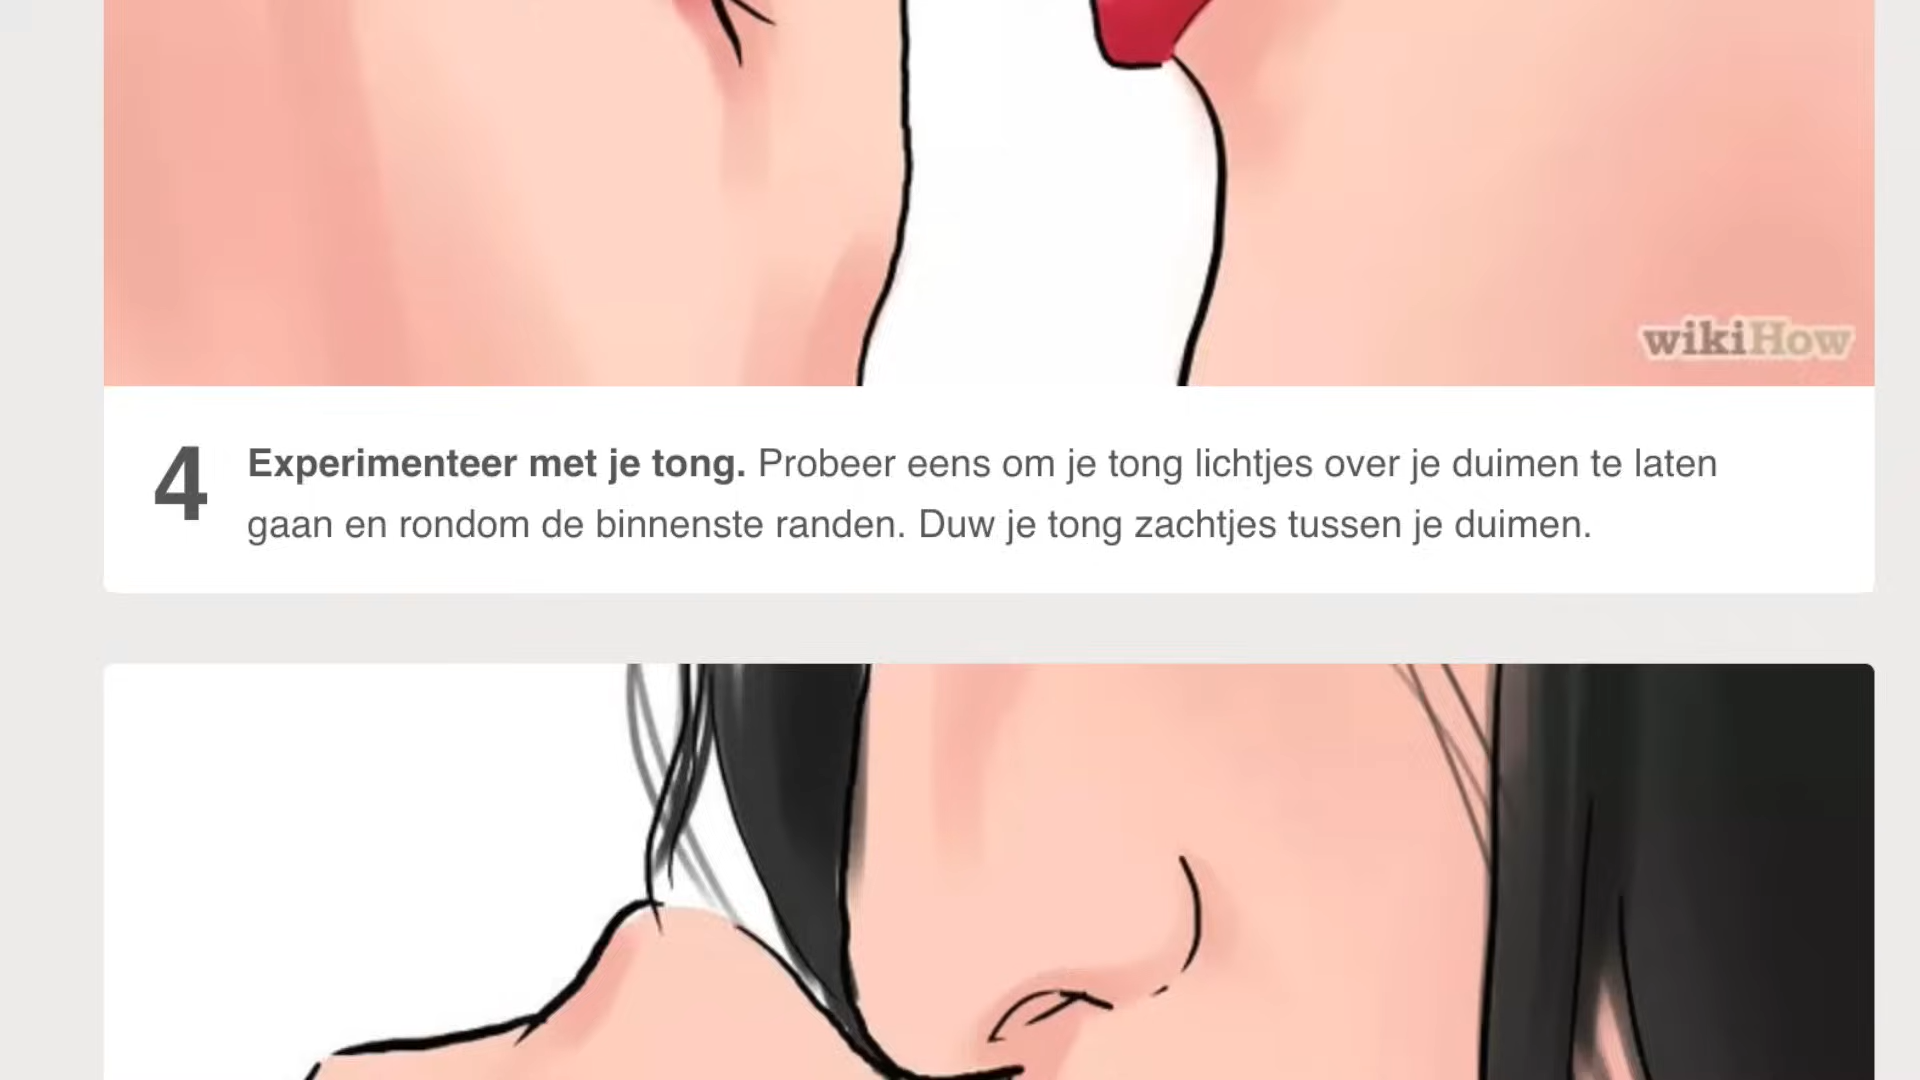 wikiHow
4 Experimenteer met je tong. Probeer eens om je tong lichtjes over je duimen te laten
gaan en rondom de binnenste randen. Duw je tong zachtjes tussen je duimen.